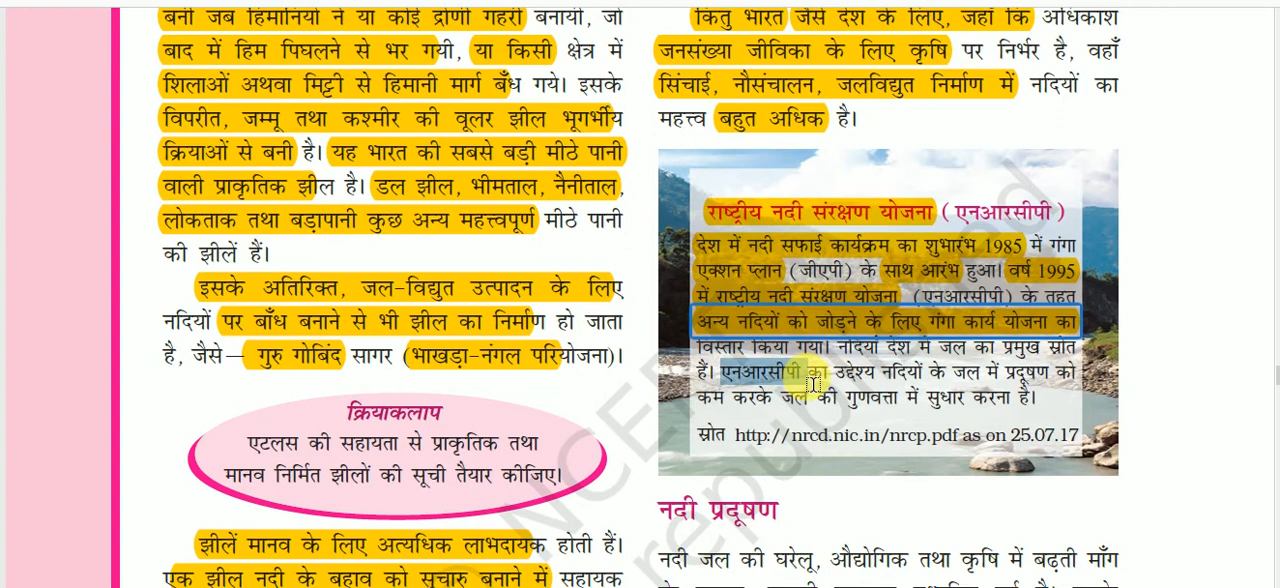 बनी जब हिमानियों ने या कोई द्रोणी गहरी बनायी, जो
बाद में हिम पिघलने से भर गयी, या किसी क्षेत्र में
शिलाओं अथवा मिट्टी से हिमानी मार्ग बँध गये। इसके
विपरीत, जम्मू तथा कश्मीर की वूलर झील भूगर्भीय
क्रियाओं से बनी है। यह भारत की सबसे बड़ी मीठे पानी
वाली प्राकृतिक झील है। डल झील, भीमताल, नैनीताल,
लोकताक तथा बड़ापानी कुछ अन्य महत्त्वपूर्ण मीठे पानी
की झीलें हैं।
इसके अतिरिक्त, जल-विद्युत उत्पादन के लिए
नदियों पर बाँध बनाने से भी झील का निर्माण हो जाता
है, जैसे— गुरु गोबिंद सागर (भाखड़ा-नंगल परियोजना)।
क्रियाकलाप
एटलस की सहायता से प्राकृतिक तथा
मानव निर्मित झीलों की सूची तैयार कीजिए।
झीलें मानव के लिए अत्यधिक लाभदायक होती हैं।
एक झील नदी के बहाव को सुचारु बनाने में सहायक
किंतु भारत जैसे देश के लिए, जहाँ कि अधिकांश
जनसंख्या जीविका के लिए कृषि पर निर्भर है, वहाँ
सिंचाई, नौसंचालन, जलविद्युत निर्माण में नदियों का
महत्त्व बहुत अधिक है।
राष्ट्रीय नदी संरक्षण योजना (एनआरसीपी)
देश में नदी सफाई कार्यक्रम का शुभारंभ 1985 में गंगा
एक्शन प्लान (जीएपी) के साथ आरंभ हुआ। वर्ष 1995
में राष्ट्रीय नदी संरक्षण योजना (एनआरसीपी) के तहत
अन्य नदियों को जोड़ने के लिए गंगा कार्य योजना का
विस्तार किया गया। नदियाँ देश में जल का प्रमुख स्रोत
हैं। एनआरसीपी का उद्देश्य नदियों के जल में प्रदूषण को
कम करके जल की गुणवत्ता में सुधार करना है।
स्रोत http://nrcd.nic.in/nrcp.pdf as on 25.07.17
नदी प्रदूषण
नदी जल की घरेलू, औद्योगिक तथा कृषि में बढ़ती माँग